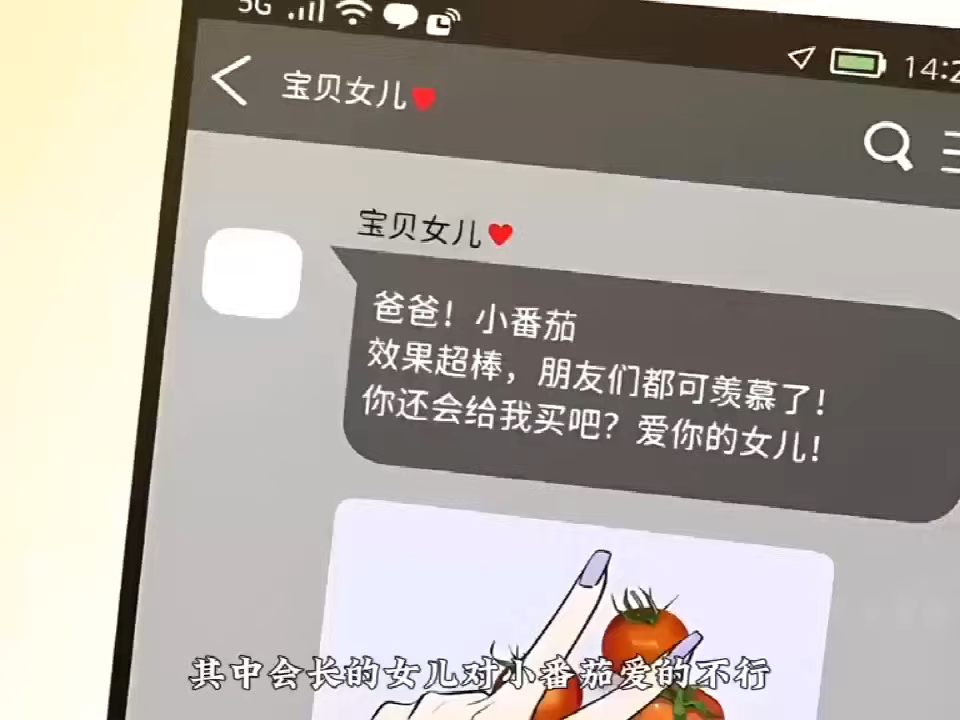 5G
14:2
宝贝女儿
宝贝女儿
爸爸！小番茄
效果超棒，朋友们都可羡慕了！
你还会给我买吧？爱你的女儿！
其中会长的女儿对小番茄爱的不行